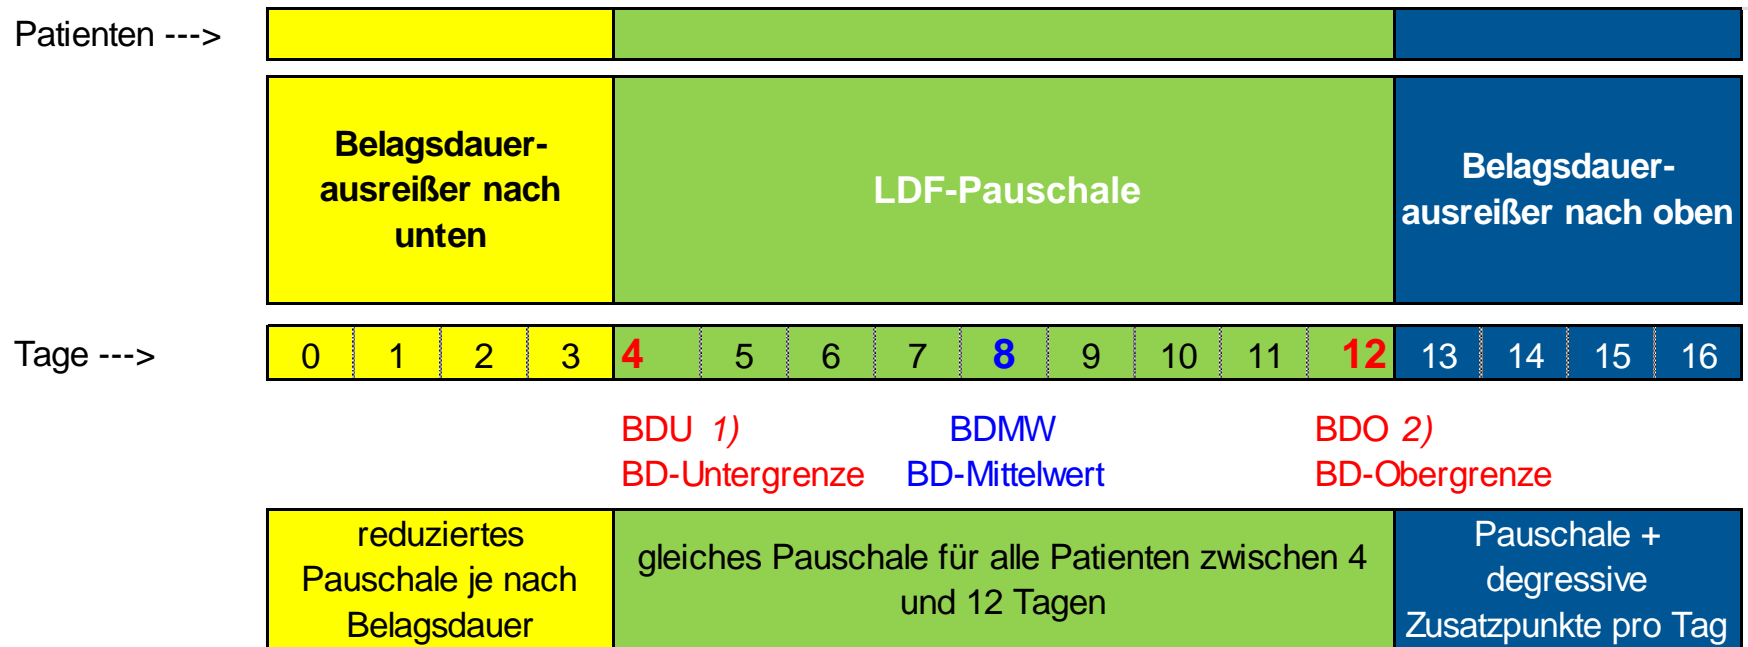 Patienten --->
Belagsdauer-
ausreißer nach
unten
LDF-Pauschale
Belagsdauer-
ausreißer nach oben
Tage --->
0 1 2 3 4 5 6 7 8 9 10 11 12 13 14 15 16
BDU 1)
BD-Untergrenze
BDMW
BD-Mittelwert
BDO 2)
BD-Obergrenze
reduziertes
Pauschale je nach
Belagsdauer
gleiches Pauschale für alle Patienten zwischen 4
und 12 Tagen
Pauschale +
degressive
Zusatzpunkte pro Tag